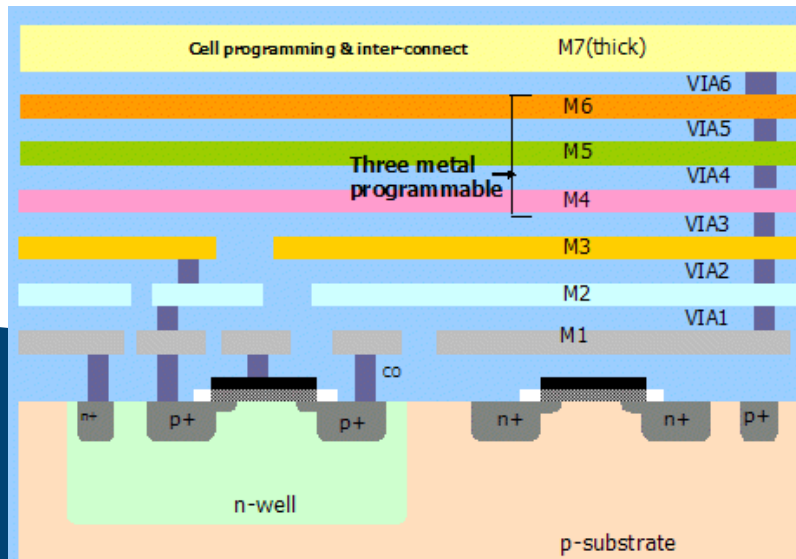 Cell programming & inter-connect M7(thick)
VIA6
M6
VIA5
M5
Three metal
programmable
VIA4
M4
VIA3
M3
VIA2
M2
VIA1
M1
co
n+ p+ p+ n+ n+ p+
n-well
p-substrate